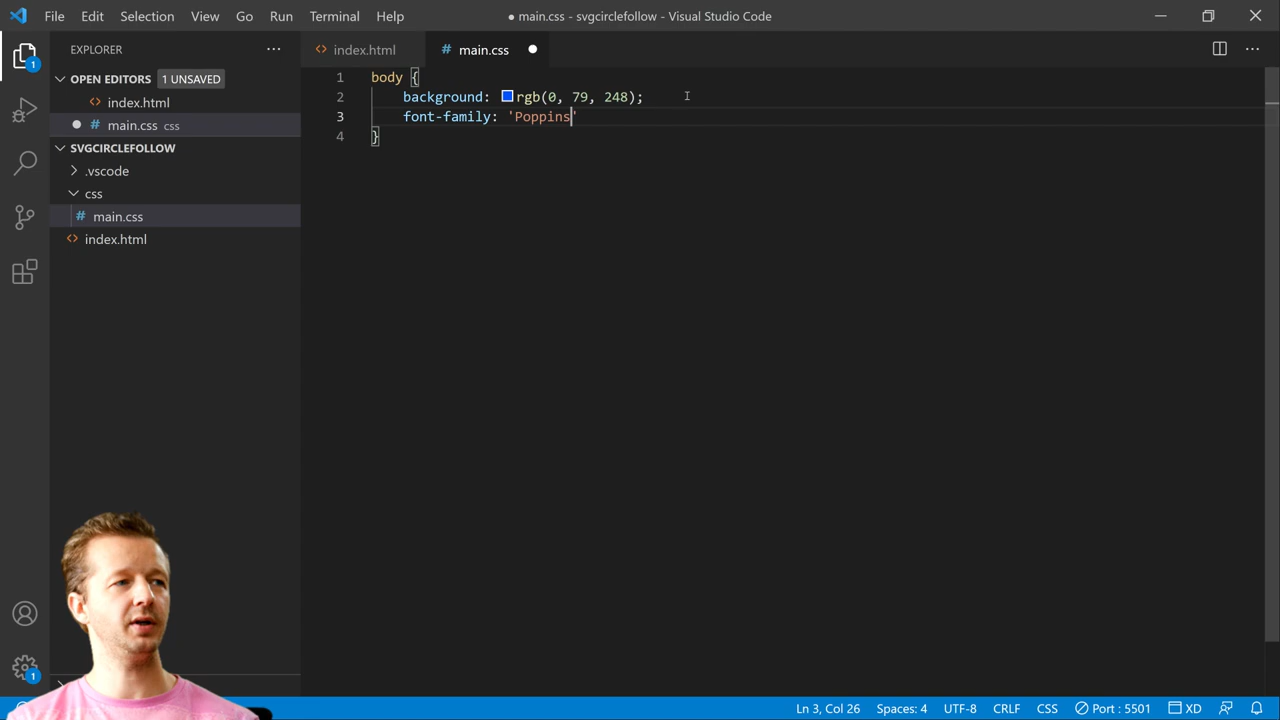 File Edit Selection View Go Run Terminal Help
● main.css - svgcirclefollow - Visual Studio Code
EXPLORER
OPEN EDITORS 1 UNSAVED
index.html
main.css css
SVGCIRCLEFOLLOW
.vscode
css
# main.css
index.html
1
1
index.html
# main.css
1 body {
2 background: rgb(0, 79, 248);
3 font-family: 'Poppins'
4 }
Ln 3, Col 26 Spaces: 4 UTF-8 CRLF CSS Port : 5501 XD